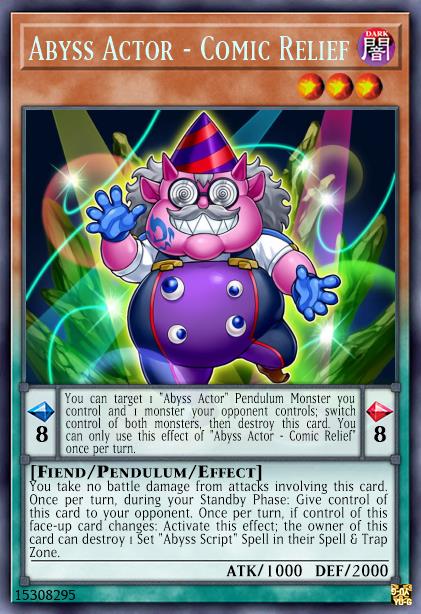 Abyss Actor - Comic Relief
DARK
闇
You can target 1 "Abyss Actor" Pendulum Monster you
control and 1 monster your opponent controls; switch
control of both monsters, then destroy this card. You
can only use this effect of "Abyss Actor - Comic Relief"
once per turn.
8
8
[Fiend/Pendulum/Effect]
You take no battle damage from attacks involving this card.
Once per turn, during your Standby Phase: Give control of
this card to your opponent. Once per turn, if control of this
face-up card changes: Activate this effect; the owner of this
card can destroy 1 Set "Abyss Script" Spell in their Spell & Trap
Zone.
ATK/1000 DEF/2000
15308295